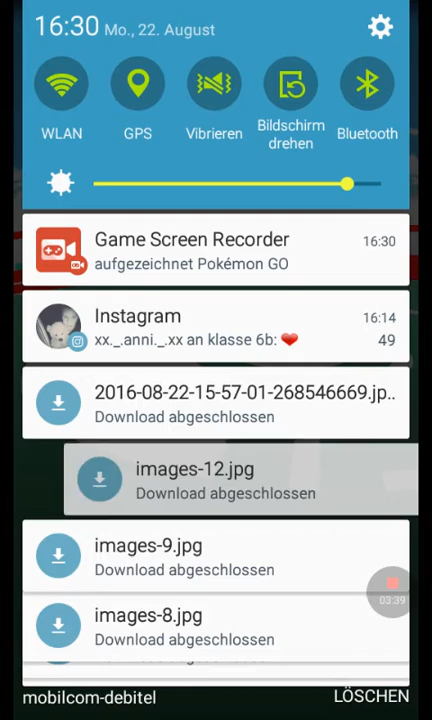 16:30 Mo., 22. August
WLAN
GPS
Vibrieren
Bildschirm drehen
Bluetooth
Game Screen Recorder 16:30
aufgezeichnet Pokémon GO
Instagram 16:14
xx._.anni._.xx an klasse 6b: ❤ 49
2016-08-22-15-57-01-268546669.jp..
Download abgeschlossen
images-12.jpg
Download abgeschlossen
images-9.jpg
Download abgeschlossen
03:39
images-8.jpg
Download abgeschlossen
mobilcom-debitel LÖSCHEN